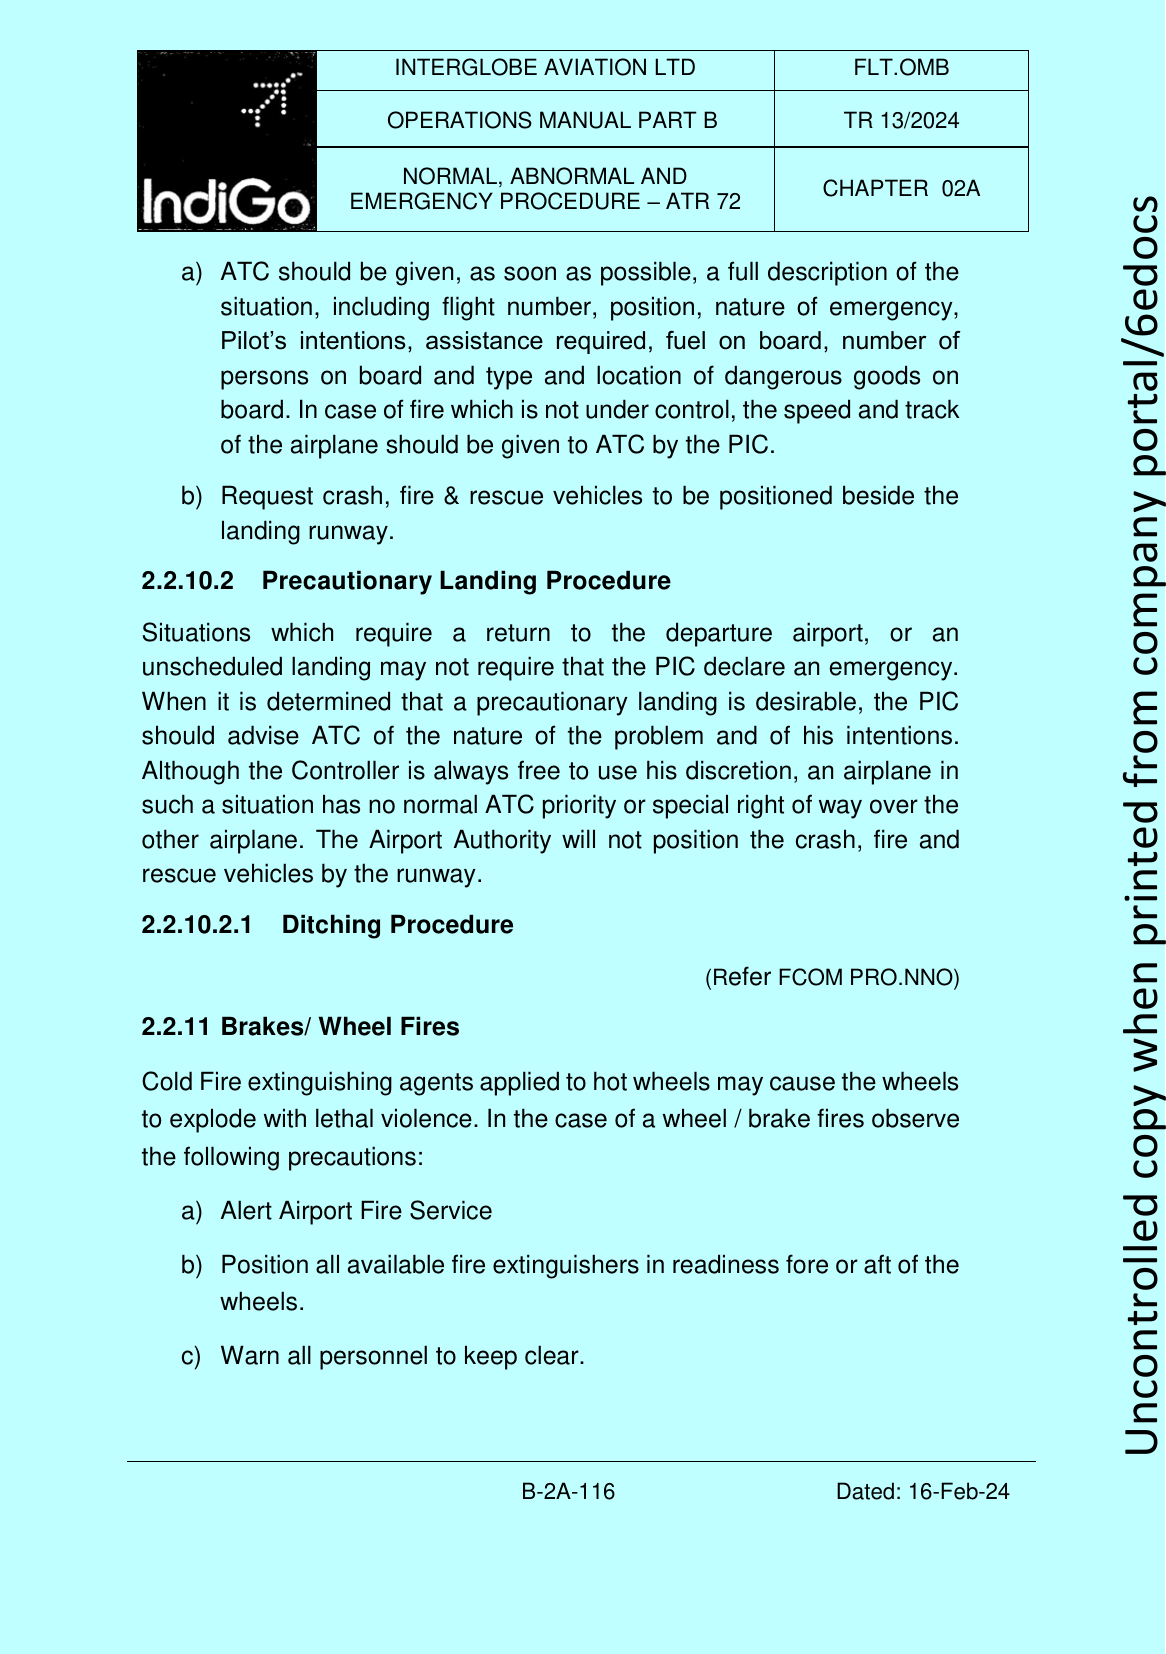 INTERGLOBE AVIATION LTD
FLT.OMB
OPERATIONS MANUAL PART B
TR 13/2024
IndiGo
NORMAL, ABNORMAL AND
EMERGENCY PROCEDURE – ATR 72
CHAPTER 02A
a) ATC should be given, as soon as possible, a full description of the
situation, including flight number, position, nature of emergency,
Pilot’s intentions, assistance required, fuel on board, number of
persons on board and type and location of dangerous goods on
board. In case of fire which is not under control, the speed and track
of the airplane should be given to ATC by the PIC.
b) Request crash, fire & rescue vehicles to be positioned beside the
landing runway.
2.2.10.2 Precautionary Landing Procedure
Situations which require a return to the departure airport, or an
unscheduled landing may not require that the PIC declare an emergency.
When it is determined that a precautionary landing is desirable, the PIC
should advise ATC of the nature of the problem and of his intentions.
Although the Controller is always free to use his discretion, an airplane in
such a situation has no normal ATC priority or special right of way over the
other airplane. The Airport Authority will not position the crash, fire and
rescue vehicles by the runway.
2.2.10.2.1 Ditching Procedure
(Refer FCOM PRO.NNO)
2.2.11 Brakes/ Wheel Fires
Cold Fire extinguishing agents applied to hot wheels may cause the wheels
to explode with lethal violence. In the case of a wheel / brake fires observe
the following precautions:
a) Alert Airport Fire Service
b) Position all available fire extinguishers in readiness fore or aft of the
wheels.
c) Warn all personnel to keep clear.
B-2A-116
Dated: 16-Feb-24
Uncontrolled copy when printed from company portal/6edocs